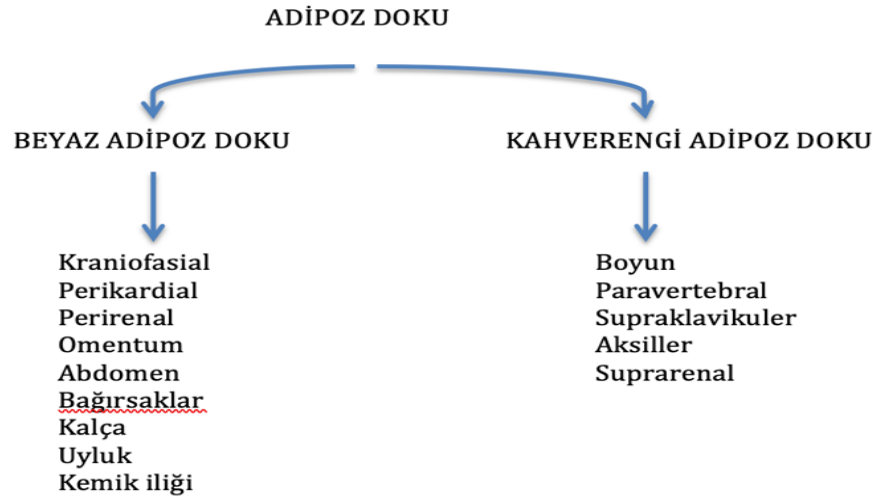 ADİPOZ DOKU
BEYAZ ADİPOZ DOKU
KAHVERENGİ ADİPOZ DOKU
Kraniofasial
Perikardial
Perirenal
Omentum
Abdomen
Bağırsaklar
Kalça
Uyluk
Kemik iliği
Boyun
Paravertebral
Supraklavikuler
Aksiller
Suprarenal